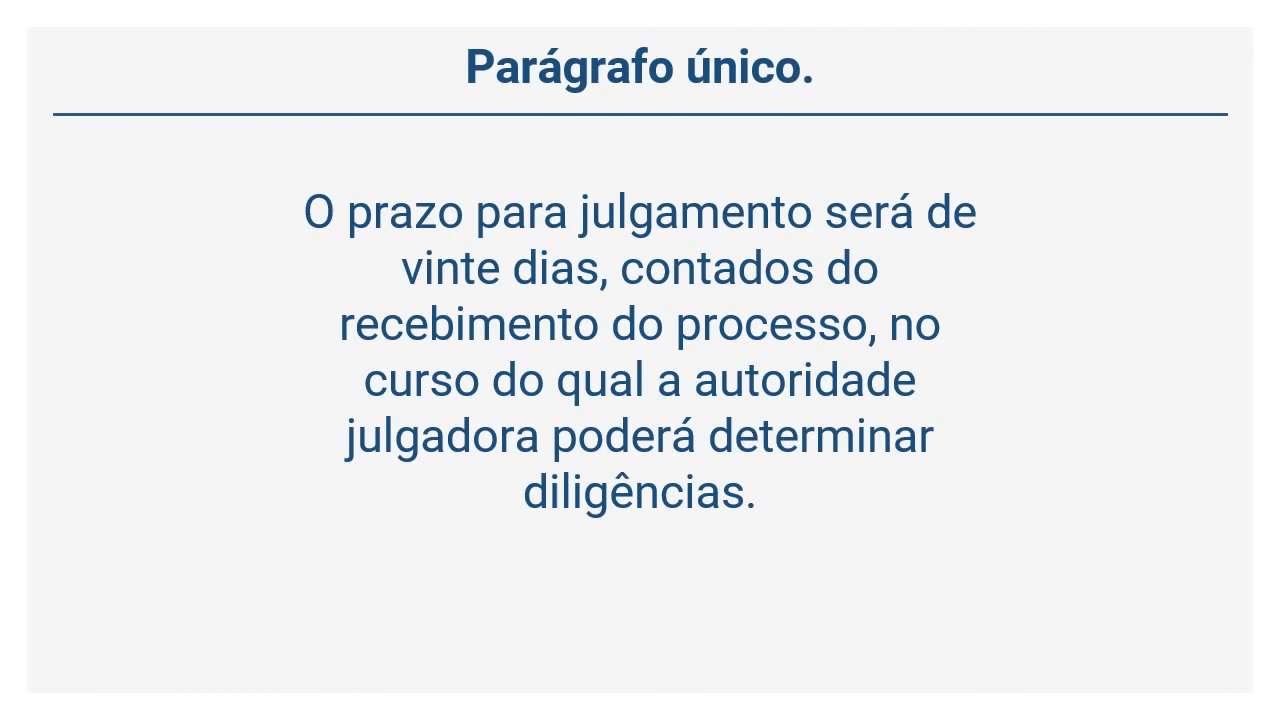 Parágrafo único.
O prazo para julgamento será de
vinte dias, contados do
recebimento do processo, no
curso do qual a autoridade
julgadora poderá determinar
diligências.